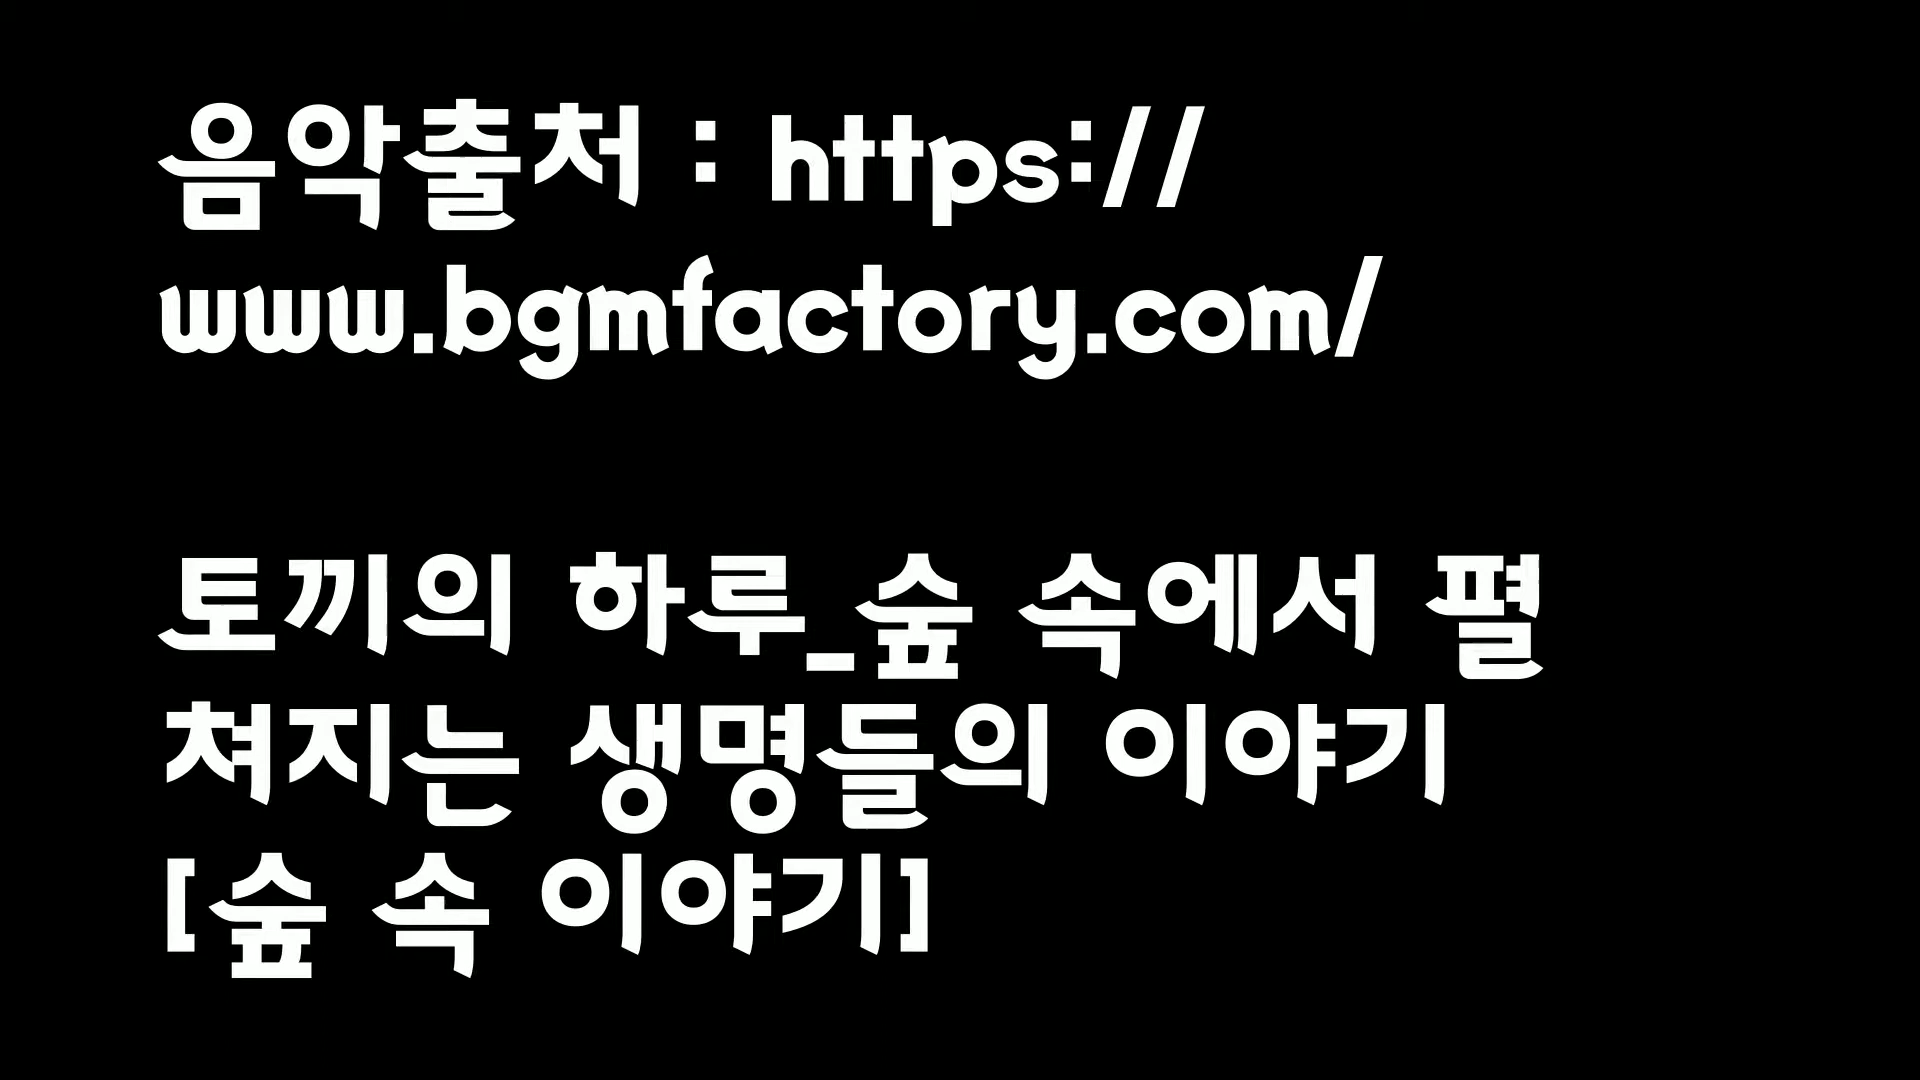 음악출처 : https://
www.bgmfactory.com/
토끼의 하루_숲 속에서 펼
쳐지는 생명들의 이야기
[숲 속 이야기]